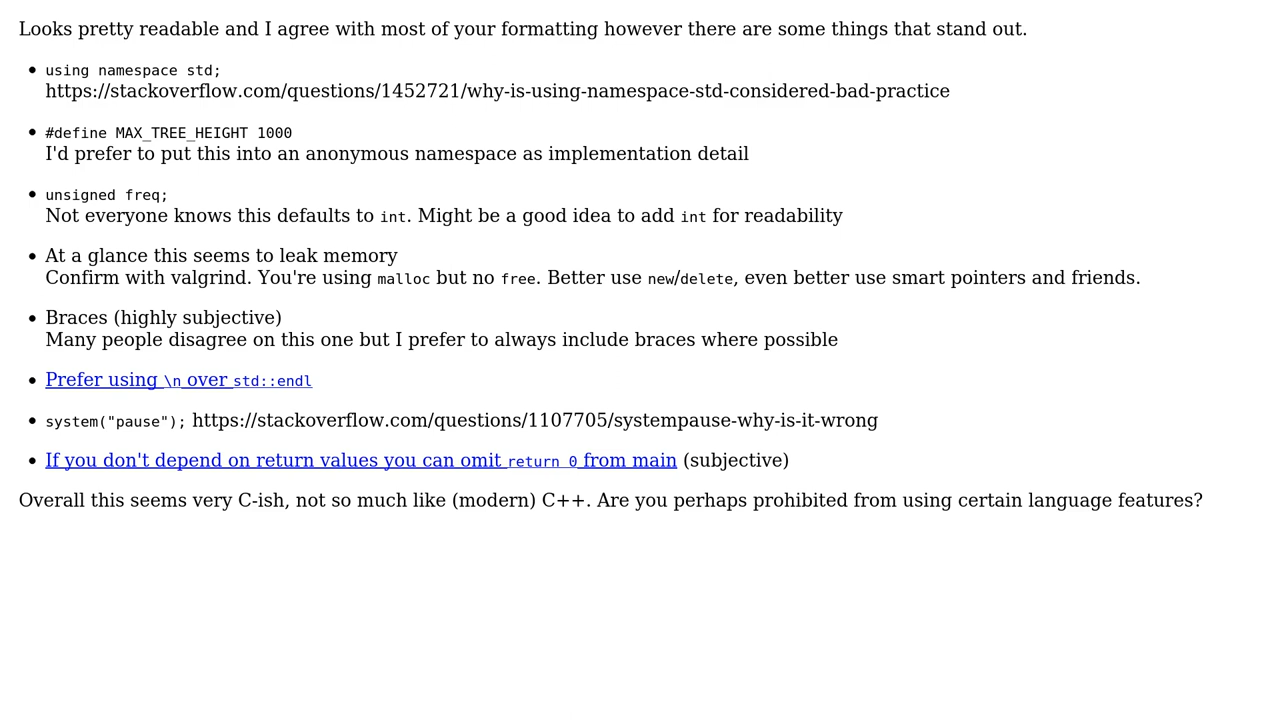 Looks pretty readable and I agree with most of your formatting however there are some things that stand out.
using namespace std;
https://stackoverflow.com/questions/1452721/why-is-using-namespace-std-considered-bad-practice
#define MAX_TREE_HEIGHT 1000
I'd prefer to put this into an anonymous namespace as implementation detail
unsigned freq;
Not everyone knows this defaults to int. Might be a good idea to add int for readability
At a glance this seems to leak memory
Confirm with valgrind. You're using malloc but no free. Better use new/delete, even better use smart pointers and friends.
Braces (highly subjective)
Many people disagree on this one but I prefer to always include braces where possible
Prefer using \n over std::endl
system("pause"); https://stackoverflow.com/questions/1107705/systempause-why-is-it-wrong
If you don't depend on return values you can omit return 0 from main (subjective)
Overall this seems very C-ish, not so much like (modern) C++. Are you perhaps prohibited from using certain language features?